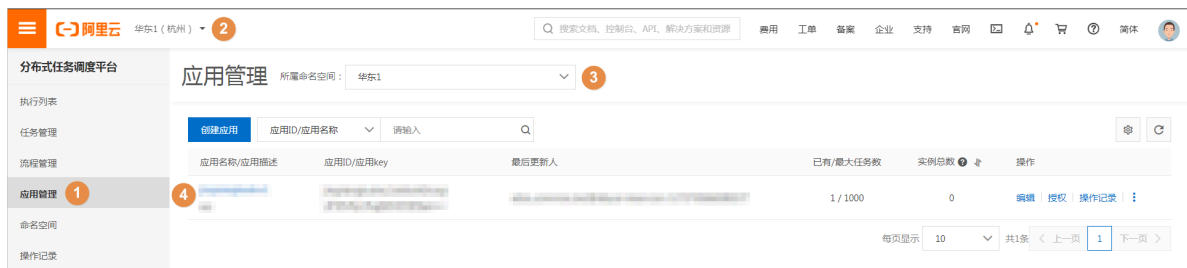 阿里云 华东1（杭州） 2 搜索文档、控制台、API、解决方案和资源 费用 工单 备案 企业 支持 官网 简体
分布式任务调度平台
应用管理 所属命名空间： 华东1 3
执行列表
任务管理
创建应用 应用ID/应用名称 请输入
流程管理
应用名称/应用描述 应用ID/应用key 最后更新人 已有/最大任务数 实例总数 操作
应用管理 1
4 1 / 1000 0 编辑 授权 操作记录
命名空间
每页显示 10 共1条 上一页 1 下一页
操作记录